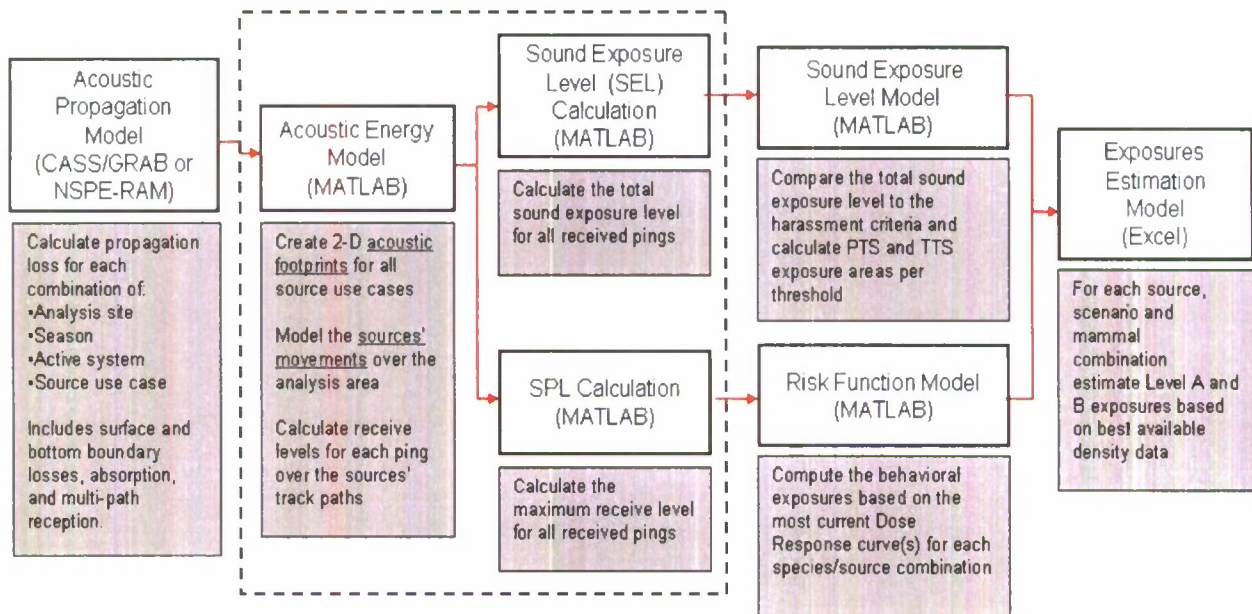 Acoustic
Propagation
Model
(CASS/GRAB or
NSPE-RAM)
Calculate propagation
loss for each
combination of:
•Analysis site
•Season
•Active system
•Source use case
Includes surface and
bottom boundary
losses, absorption,
and multi-path
reception.
Acoustic Energy
Model
(MATLAB)
Create 2-D acoustic
footprints for all
source use cases
Model the sources'
movements over the
analysis area
Calculate receive
levels for each ping
over the sources'
track paths
Sound Exposure
Level (SEL)
Calculation
(MATLAB)
Calculate the total
sound exposure level
for all received pings
SPL Calculation
(MATLAB)
Calculate the
maximum receive level
for all received pings
Sound Exposure
Level Model
(MATLAB)
Compare the total sound
exposure level to the
harassment criteria and
calculate PTS and TTS
exposure areas per
threshold
Risk Function Model
(MATLAB)
Compute the behavioral
exposures based on the
most current Dose
Response curve(s) for each
species/source combination
Exposures
Estimation
Model
(Excel)
For each source,
scenario and
mammal
combination
estimate Level A and
B exposures based
on best available
density data